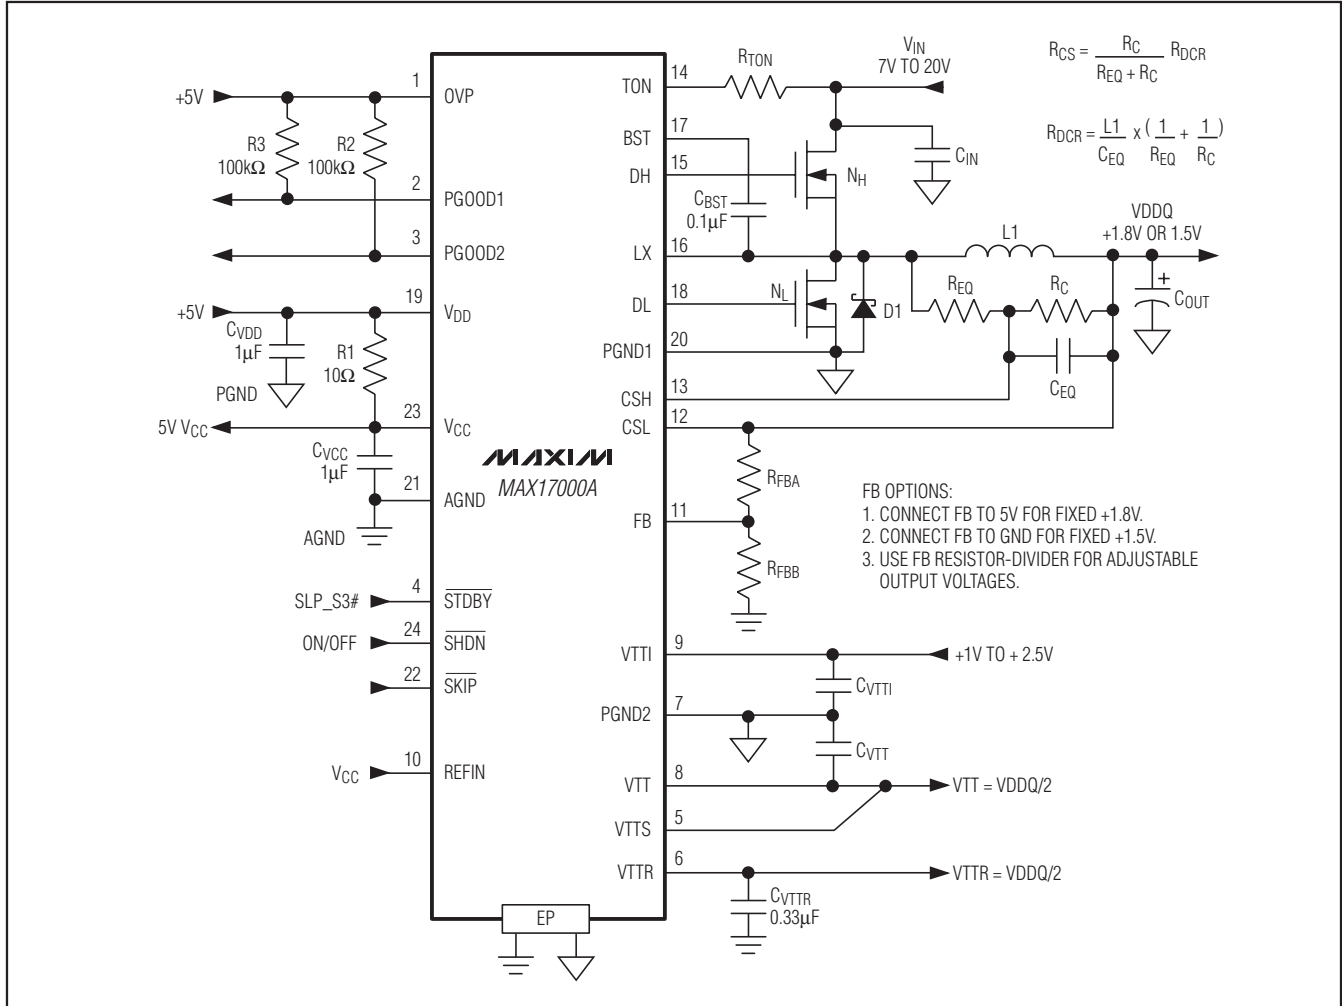 +5V
R3
100kΩ
R2
100kΩ
1
OVP
2
PGOOD1
3
PGOOD2
+5V
19
VDD
CVDD
1μF
PGND
R1
10Ω
5V VCC
23
VCC
CVCC
1μF
21
AGND
AGND
SLP_S3#
4
STDBY
ON/OFF
24
SHDN
22
SKIP
VCC
10
REFIN
MAXIM
MAX17000A
EP
TON
14
RTON
VIN
7V TO 20V
BST
17
DH
15
NH
CIN
CBST
0.1μF
LX
16
L1
VDDQ
+1.8V OR 1.5V
DL
18
NL
D1
REQ
RC
+
COUT
PGND1
20
CEQ
CSH
13
CSL
12
RFBA
FB
11
RFBB
RCS = RC / (REQ + RC) RDCR
RDCR = L1 / CEQ x ( 1 / REQ + 1 / RC )
FB OPTIONS:
1. CONNECT FB TO 5V FOR FIXED +1.8V.
2. CONNECT FB TO GND FOR FIXED +1.5V.
3. USE FB RESISTOR-DIVIDER FOR ADJUSTABLE
OUTPUT VOLTAGES.
VTTI
9
+1V TO + 2.5V
CVTTI
PGND2
7
CVTT
VTT
8
VTT = VDDQ/2
VTTS
5
VTTR
6
VTTR = VDDQ/2
CVTTR
0.33μF